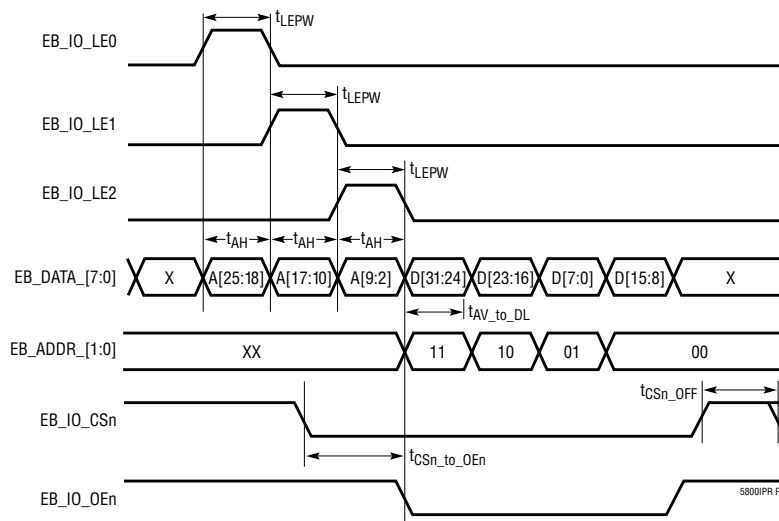 tLEPW
EB_IO_LE0
tLEPW
EB_IO_LE1
tLEPW
EB_IO_LE2
tAH tAH tAH
EB_DATA_[7:0] X A[25:18] A[17:10] A[9:2] D[31:24] D[23:16] D[7:0] D[15:8] X
tAV_to_DL
EB_ADDR_[1:0] XX 11 10 01 00
tCSn_OFF
EB_IO_CSn
tCSn_to_OEn
EB_IO_OEn
5800IPR F